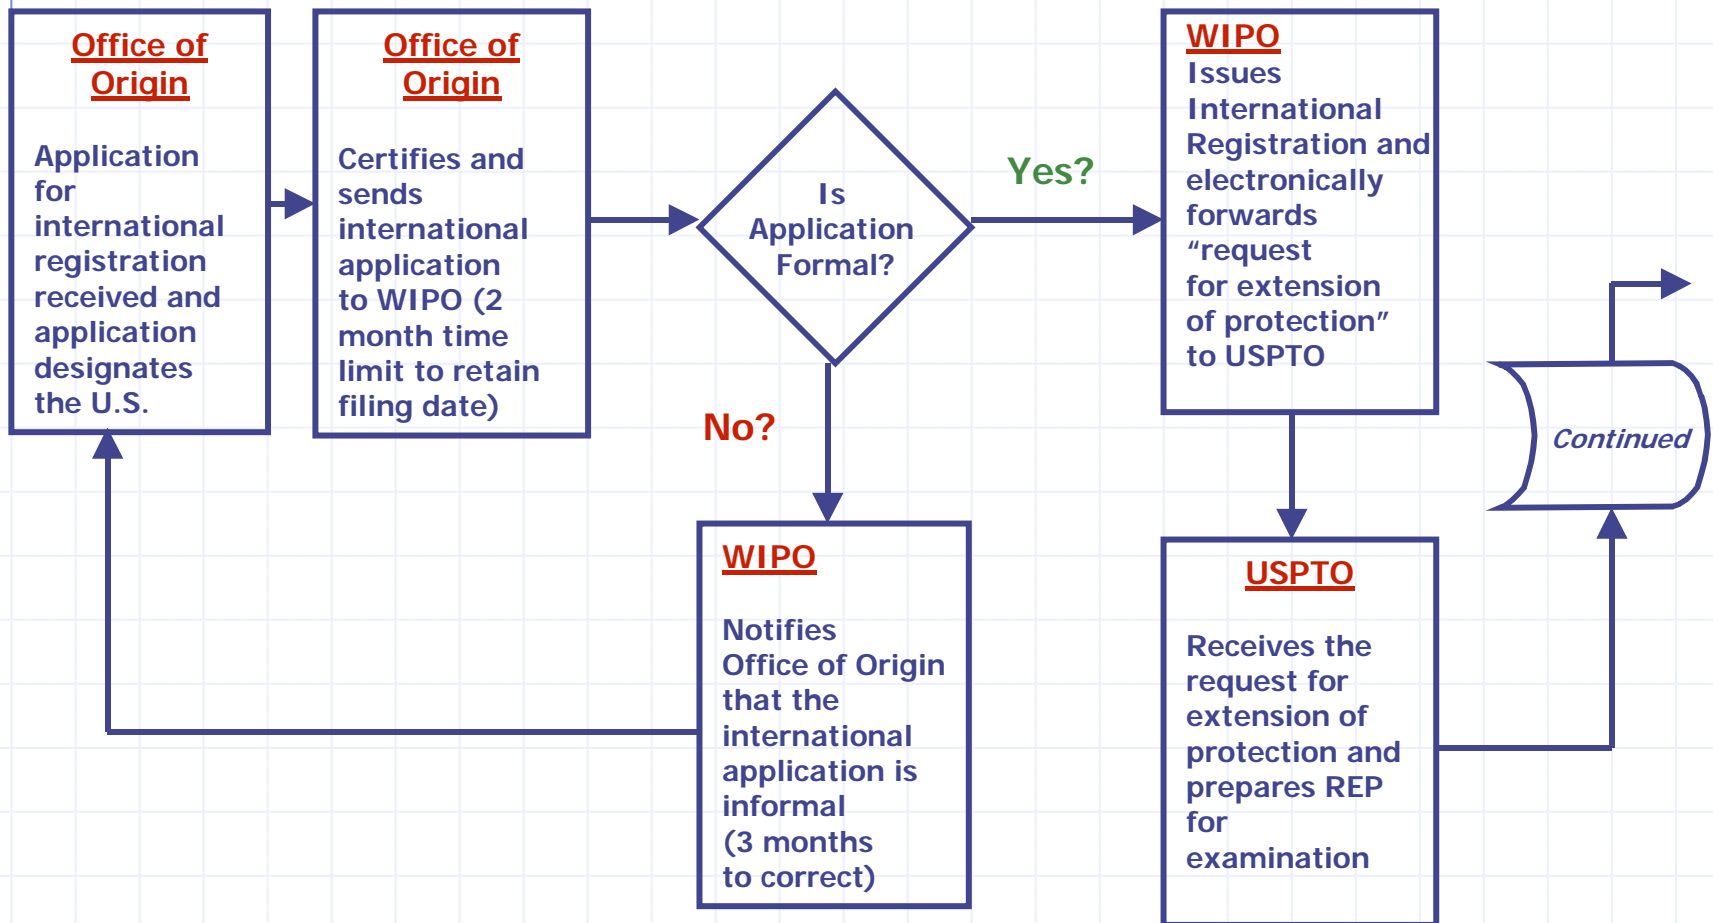 Office of
Origin
Application
for
international
registration
received and
application
designates
the U.S.
Office of
Origin
Certifies and
sends
international
application
to WIPO (2
month time
limit to retain
filing date)
Is
Application
Formal?
Yes?
No?
WIPO
Issues
International
Registration and
electronically
forwards
“request
for extension
of protection”
to USPTO
WIPO
Notifies
Office of Origin
that the
international
application is
informal
(3 months
to correct)
USPTO
Receives the
request for
extension of
protection and
prepares REP
for
examination
Continued